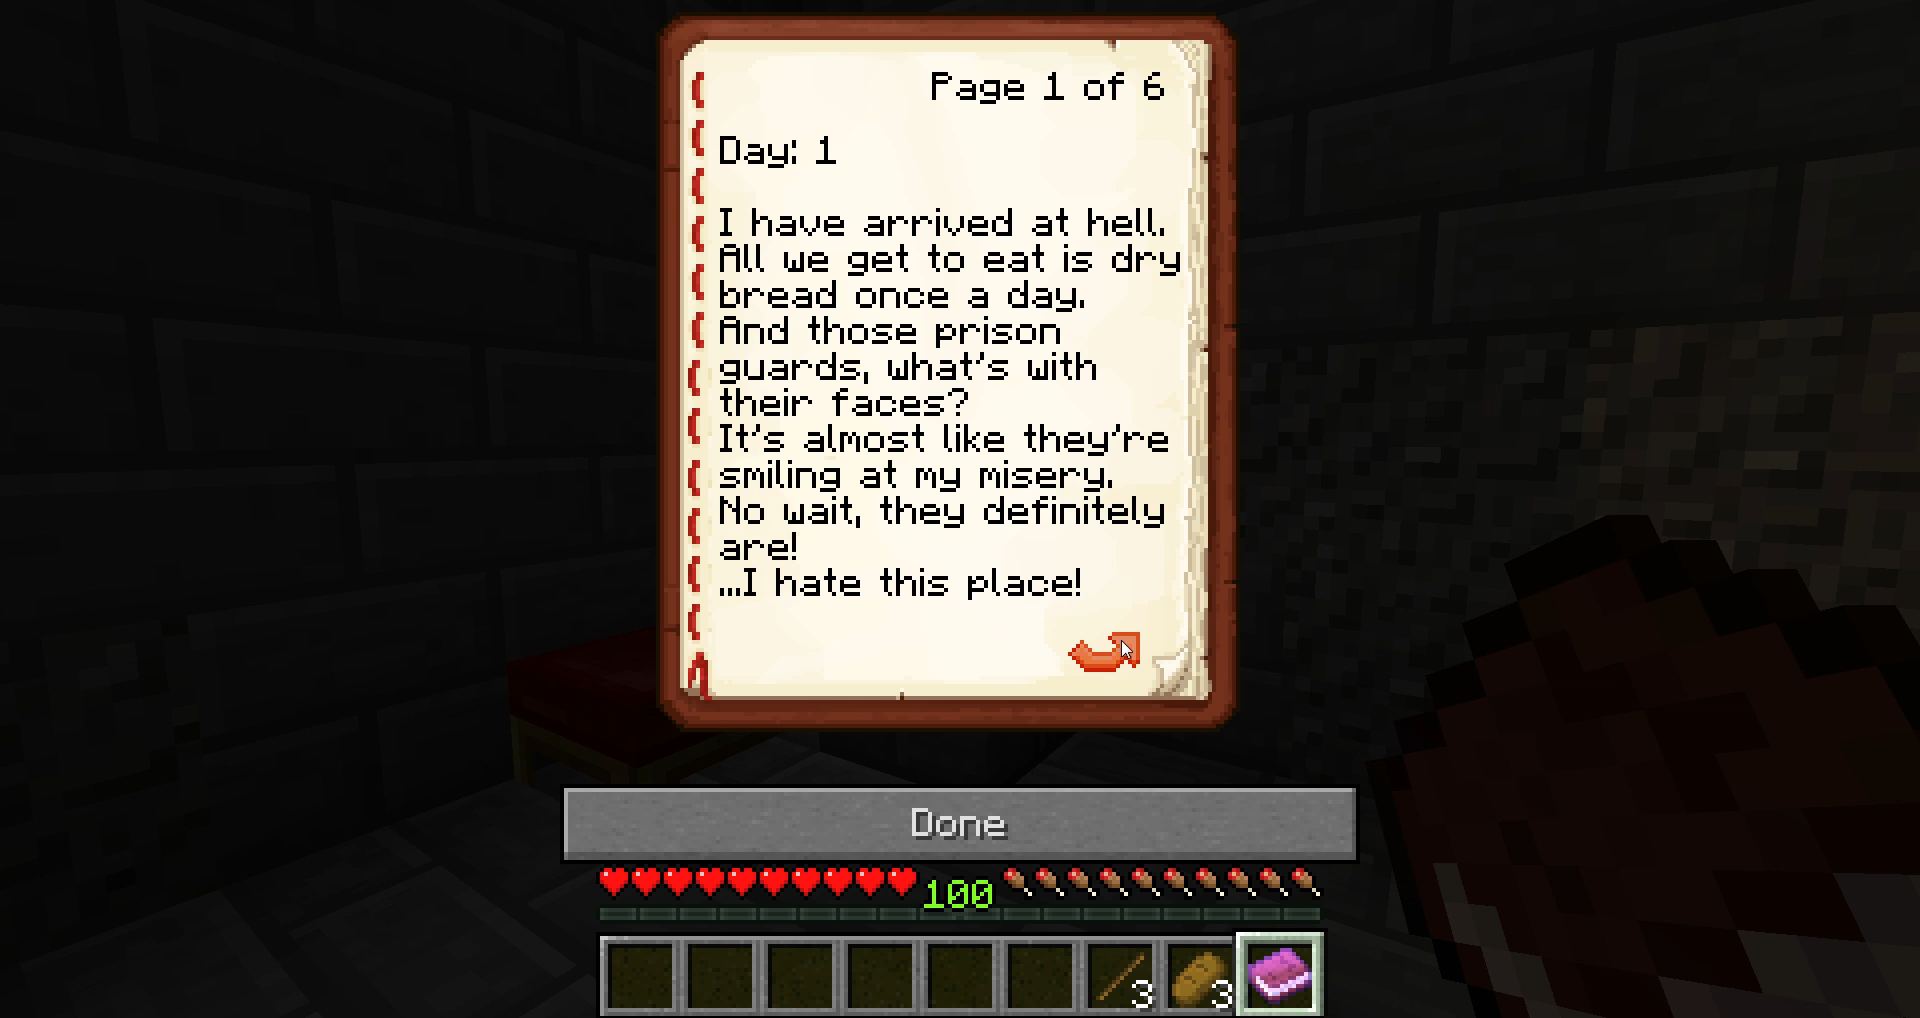 Page 1 of 6
Day: 1
I have arrived at hell.
All we get to eat is dry
bread once a day.
And those prison
guards, what's with
their faces?
It's almost like they're
smiling at my misery.
No wait, they definitely
are!
...I hate this place!
Done
100
3
3